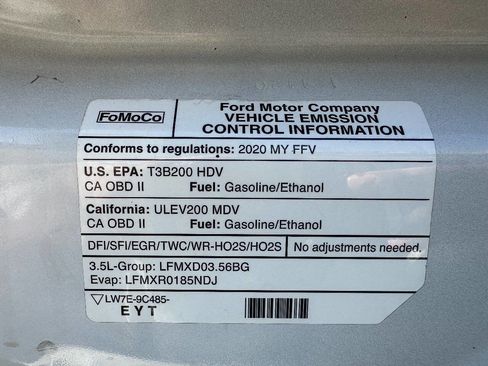 FoMoCo
Ford Motor Company
VEHICLE EMISSION
CONTROL INFORMATION
Conforms to regulations: 2020 MY FFV
U.S. EPA: T3B200 HDV
CA OBD II Fuel: Gasoline/Ethanol
California: ULEV200 MDV
CA OBD II Fuel: Gasoline/Ethanol
DFI/SFI/EGR/TWC/WR-HO2S/HO2S No adjustments needed.
3.5L-Group: LFMXD03.56BG
Evap: LFMXR0185NDJ
LW7E-9C485-
EYT